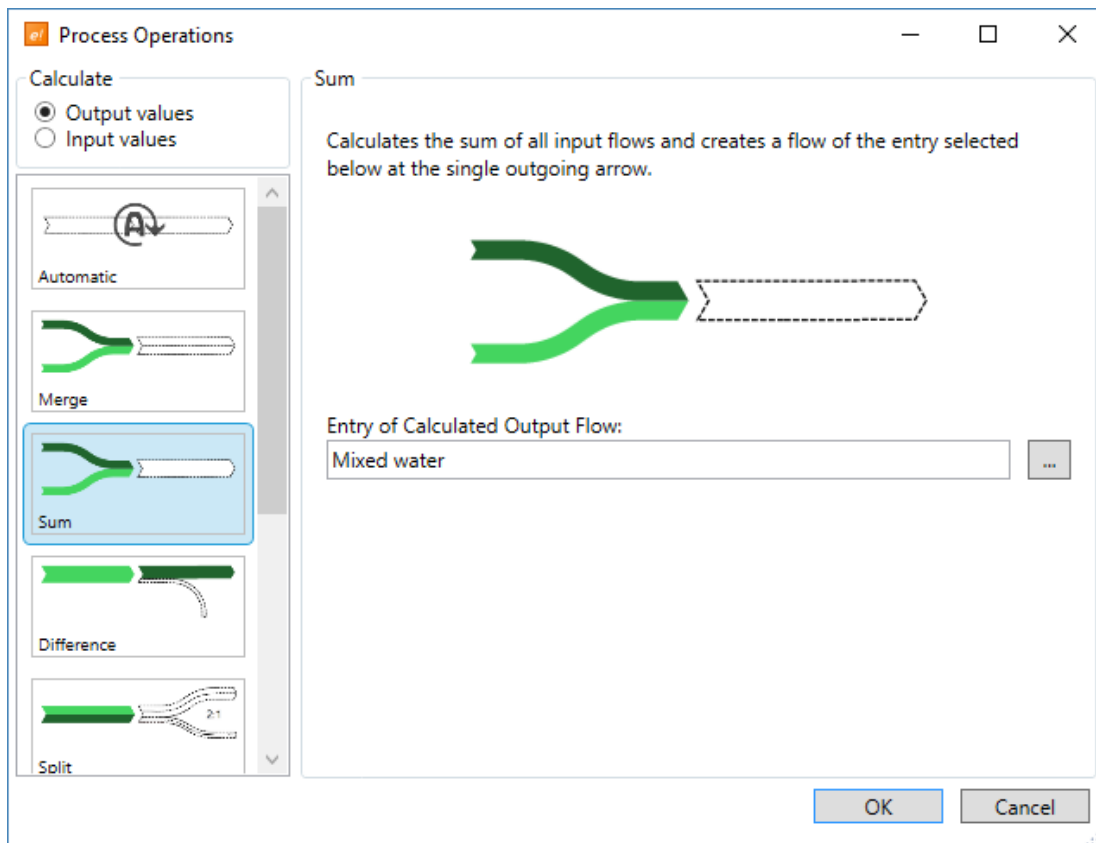 e!
Process Operations
Calculate
Output values
Input values
A
Automatic
Merge
Sum
Difference
2:1
Split
Sum
Calculates the sum of all input flows and creates a flow of the entry selected
below at the single outgoing arrow.
Entry of Calculated Output Flow:
Mixed water
...
OK
Cancel